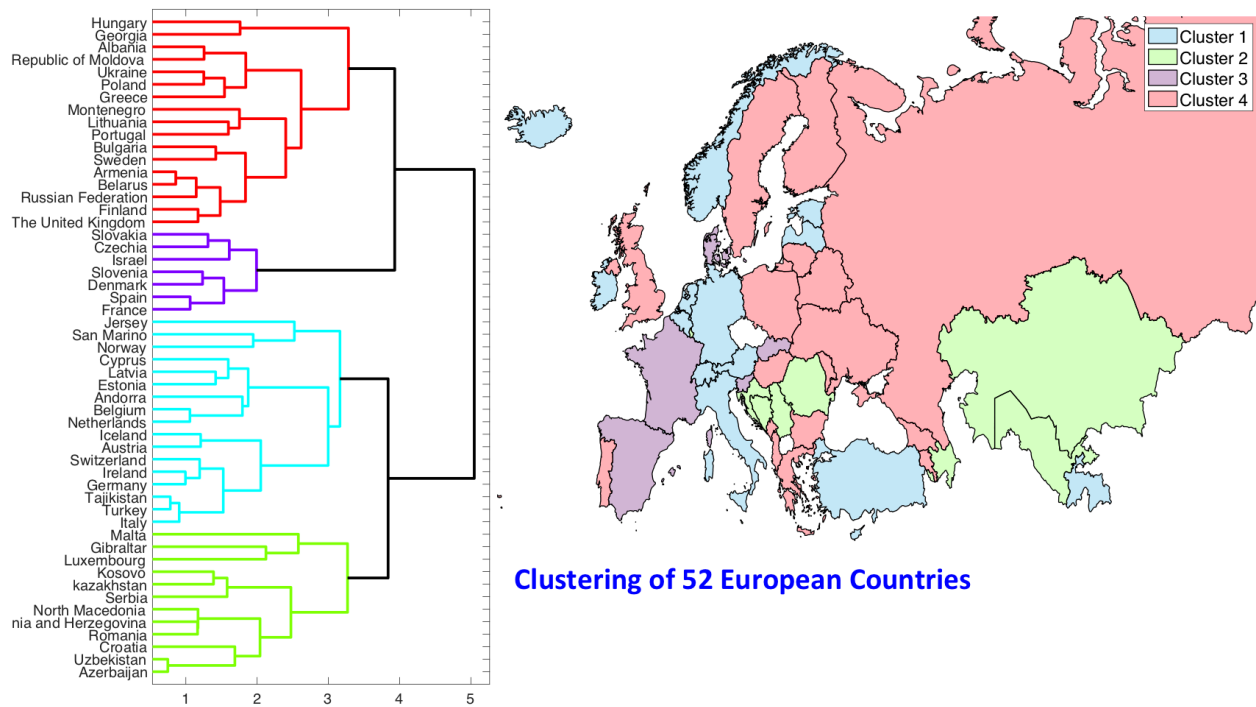 Hungary
Georgia
Albania
Republic of Moldova
Ukraine
Poland
Greece
Montenegro
Lithuania
Portugal
Bulgaria
Sweden
Armenia
Belarus
Russian Federation
Finland
The United Kingdom
Slovakia
Czechia
Israel
Slovenia
Denmark
Spain
France
Jersey
San Marino
Norway
Cyprus
Latvia
Estonia
Andorra
Belgium
Netherlands
Iceland
Austria
Switzerland
Ireland
Germany
Tajikistan
Turkey
Italy
Malta
Gibraltar
Luxembourg
Kosovo
kazakhstan
Serbia
North Macedonia
nia and Herzegovina
Romania
Croatia
Uzbekistan
Azerbaijan
1 2 3 4 5
Cluster 1
Cluster 2
Cluster 3
Cluster 4
Clustering of 52 European Countries